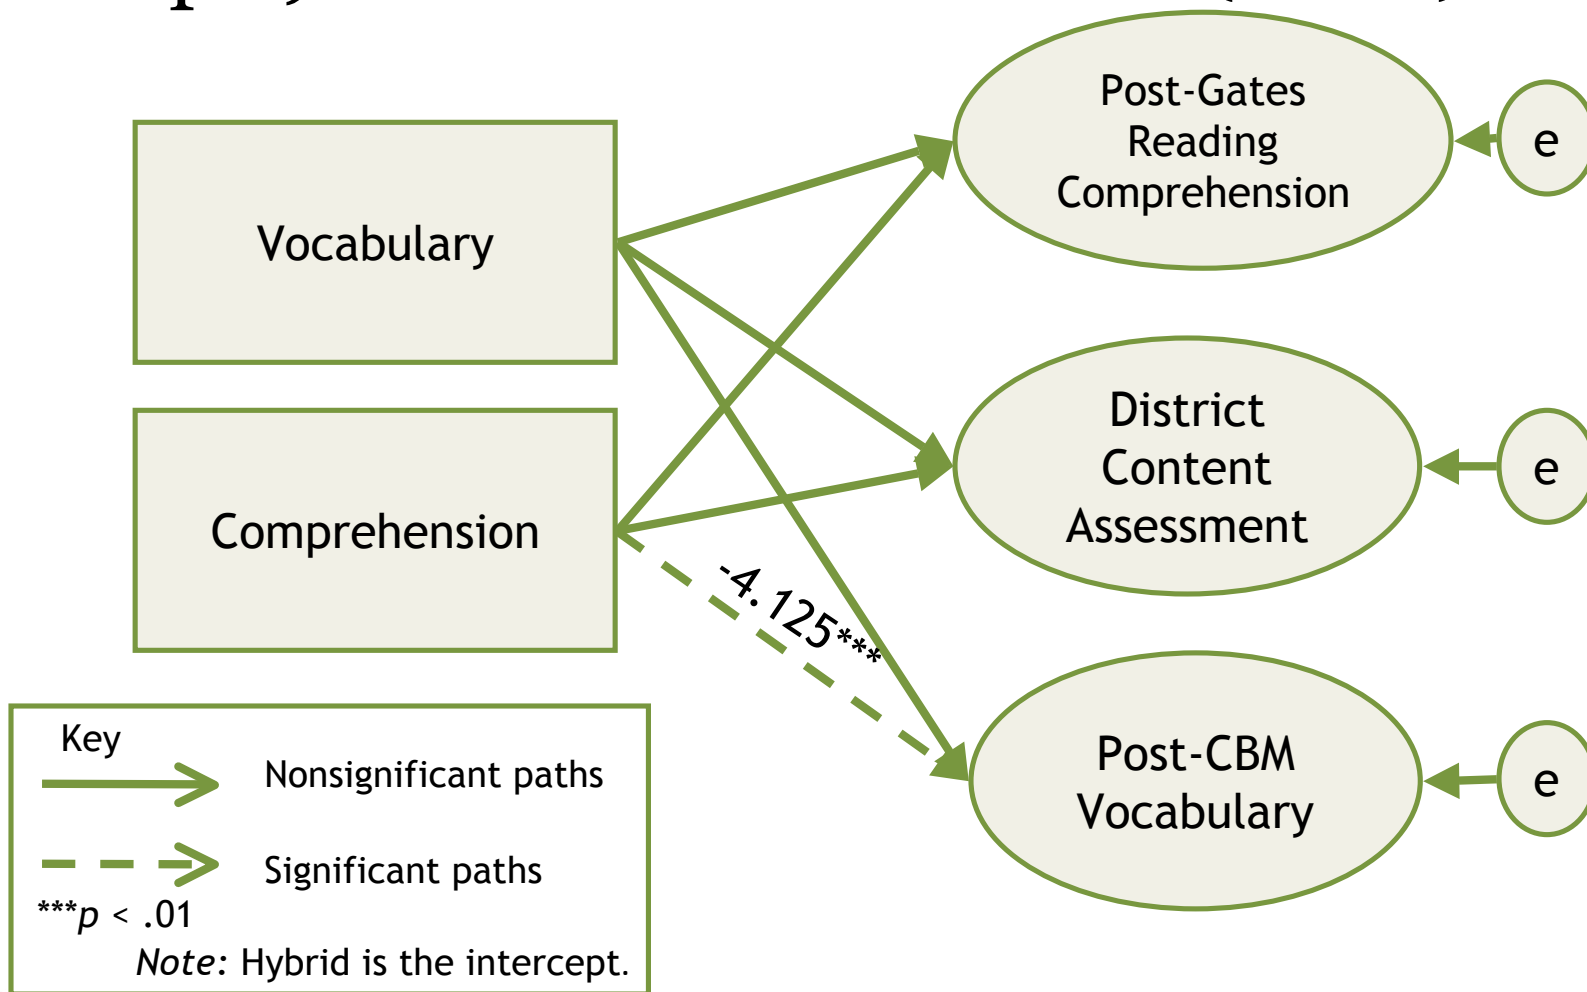 Post-Gates
Reading
Comprehension
e
Vocabulary
District
Content
Assessment
e
Comprehension
-4.125***
Post-CBM
Vocabulary
e
Key
Nonsignificant paths
Significant paths
***p < .01
Note: Hybrid is the intercept.